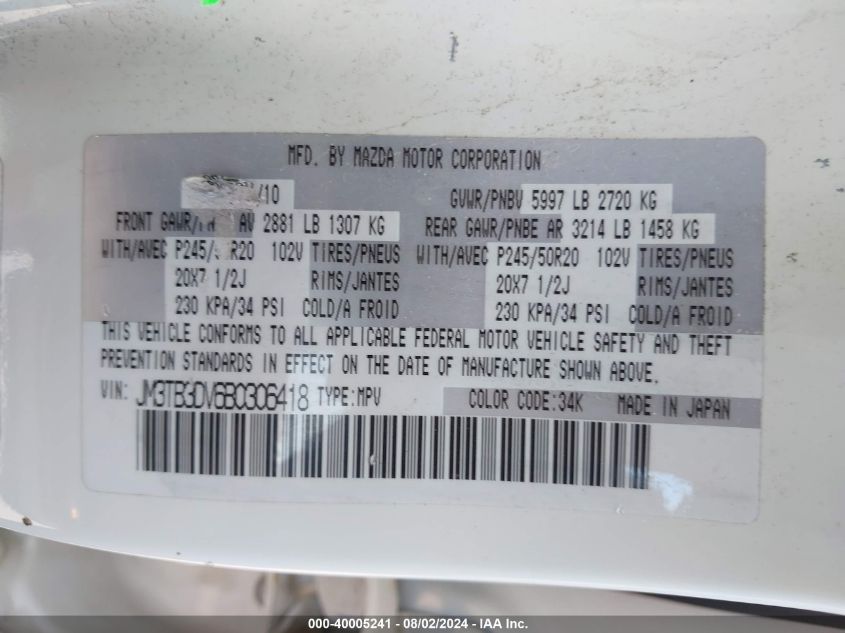 MFD. BY MAZDA MOTOR CORPORATION
/10 GVWR/PNBV 5997 LB 2720 KG
FRONT AV 2881 LB 1307 KG REAR GAWR/PNBE AR 3214 LB 1458 KG
WITH/AVEC 102V TIRES/PNEUS WITH/AVEC P245/50R20 102V TIRES/PNEUS
20X7 1/2J RIMS/JANTES 20X7 1/2J RIMS/JANTES
230 KPA/34 PSI COLD/A FROID 230 KPA/34 PSI COLD/A FROID
THIS VEHICLE CONFORMS TO ALL APPLICABLE FEDERAL MOTOR VEHICLE SAFETY AND THEFT
PREVENTION STANDARDS IN EFFECT ON THE DATE OF MANUFACTURE SHOWN ABOVE.
VIN: JM3TB3DV6B0306418 TYPE:MPV COLOR CODE:34K MADE IN JAPAN
000-40005241 - 08/02/2024 - IAA Inc.